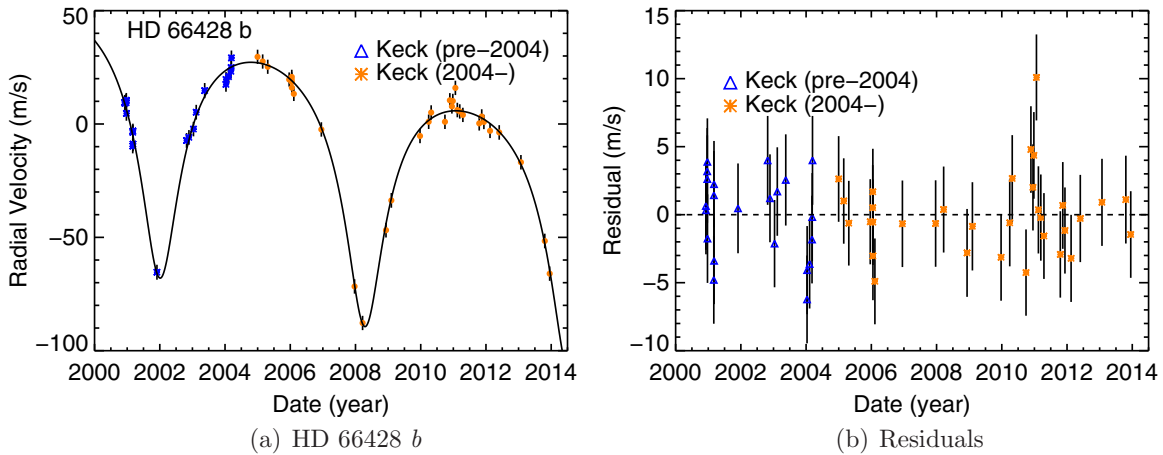 HD 66428 b
Keck (pre−2004)
Keck (2004−)
50
0
−50
−100
Radial Velocity (m/s)
2000 2002 2004 2006 2008 2010 2012 2014
Date (year)
(a) HD 66428 b
Keck (pre−2004)
Keck (2004−)
15
10
5
0
−5
−10
Residual (m/s)
2000 2002 2004 2006 2008 2010 2012 2014
Date (year)
(b) Residuals